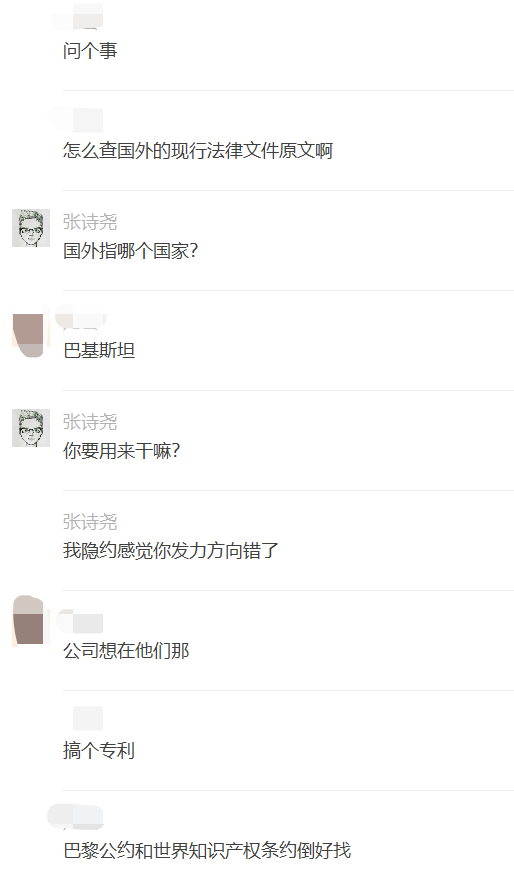 问个事
怎么查国外的现行法律文件原文啊
张诗尧
国外指哪个国家？
巴基斯坦
张诗尧
你要用来干嘛？
张诗尧
我隐约感觉你发力方向错了
公司想在他们那
搞个专利
巴黎公约和世界知识产权条约倒好找